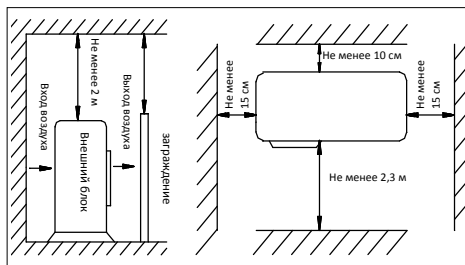 Вход воздуха
Не менее 2 м
Внешний блок
Выход воздуха
заграждение
Не менее
15 см
Не менее 10 см
Не менее
15 см
Не менее 2,3 м